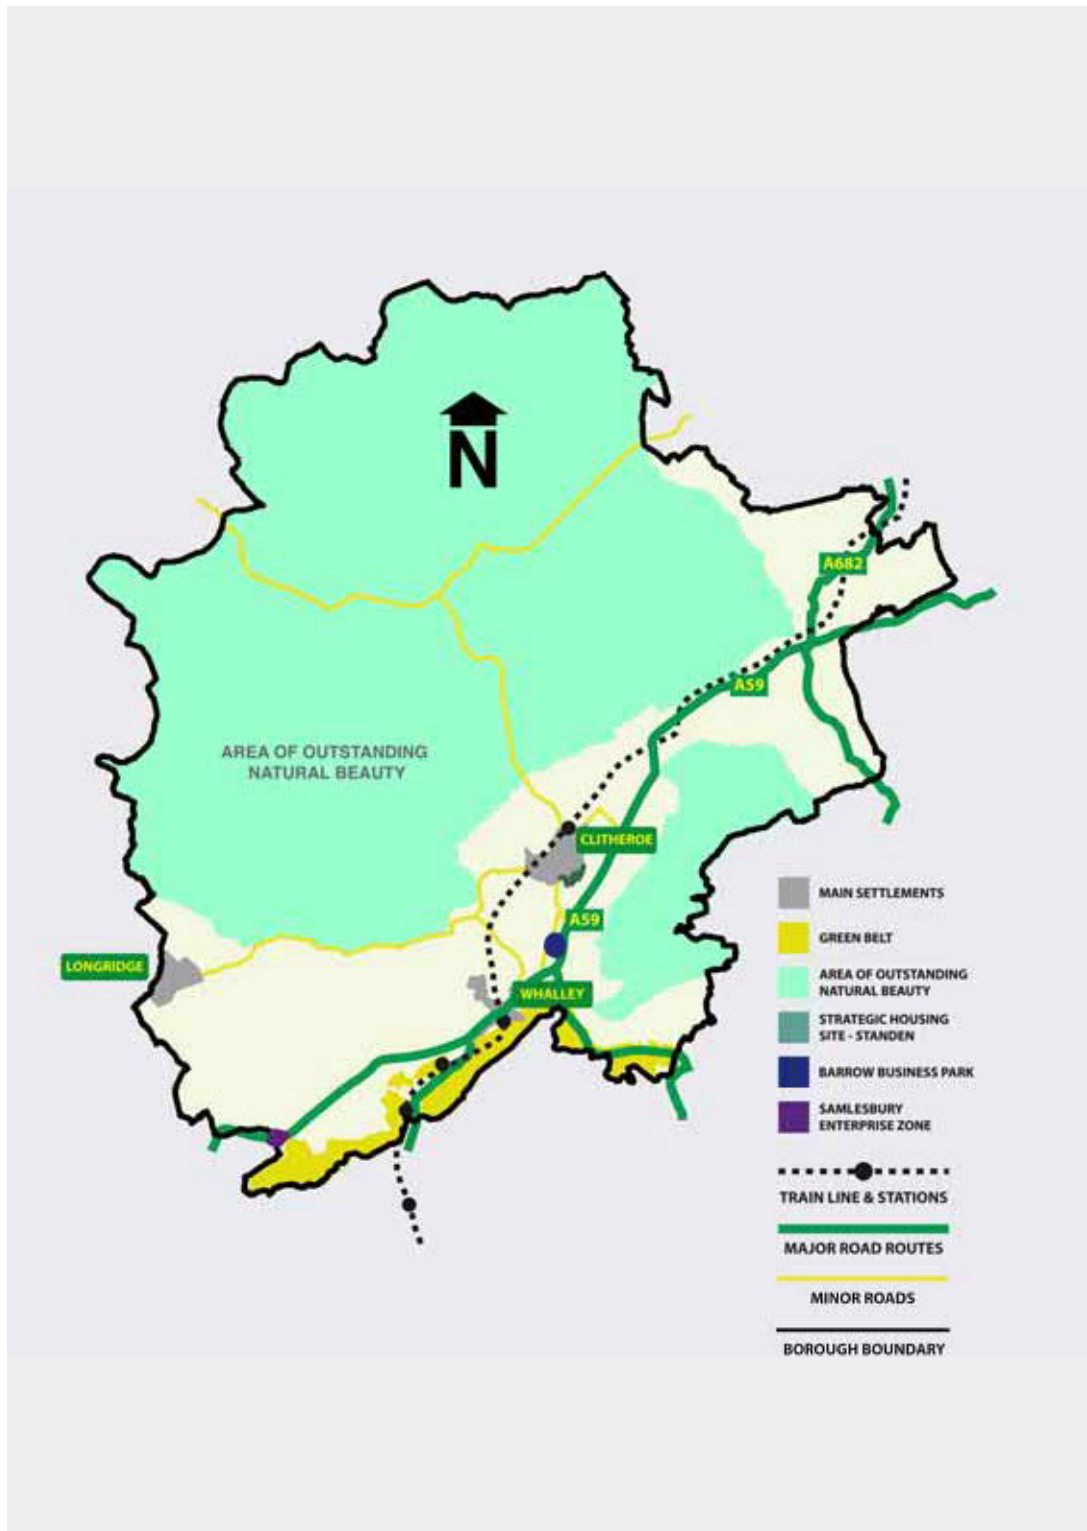 N
A682
A59
AREA OF OUTSTANDING
NATURAL BEAUTY
CLITHEROE
A59
LONGRIDGE
WHALLEY
MAIN SETTLEMENTS
GREEN BELT
AREA OF OUTSTANDING
NATURAL BEAUTY
STRATEGIC HOUSING
SITE - STANDEN
BARROW BUSINESS PARK
SAMLESBURY
ENTERPRISE ZONE
TRAIN LINE & STATIONS
MAJOR ROAD ROUTES
MINOR ROADS
BOROUGH BOUNDARY